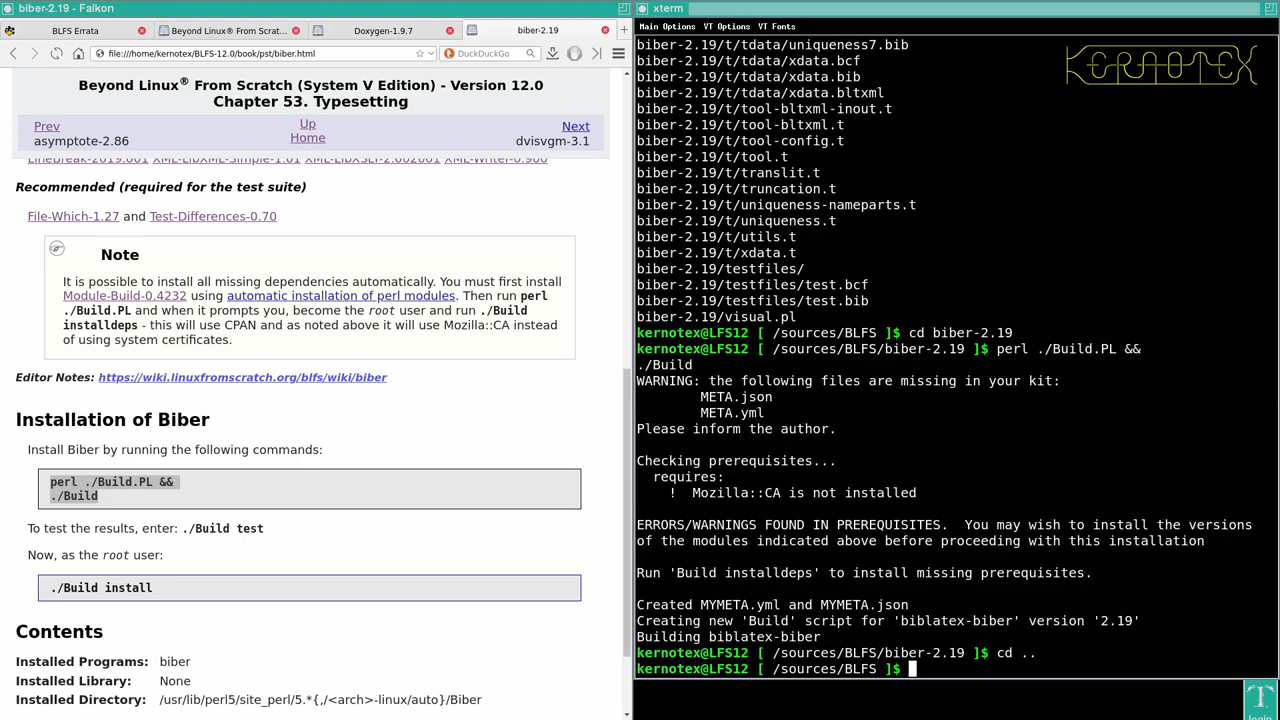 biber-2.19 - Falkon
BLFS Errata
Beyond Linux® From Scrat...
Doxygen-1.9.7
biber-2.19
file:///home/kernotex/BLFS-12.0/book/pst/biber.html
DuckDuckGo
Beyond Linux® From Scratch (System V Edition) - Version 12.0
Chapter 53. Typesetting
Prev
Up
Next
asymptote-2.86
Home
dvisvgm-3.1
LineBreak-2019.001 XML-LibXML-Simple-1.01 XML-LibXSLT-2.002001 XML-Writer-0.900
Recommended (required for the test suite)
File-Which-1.27 and Test-Differences-0.70
Note
It is possible to install all missing dependencies automatically. You must first install
Module-Build-0.4232 using automatic installation of perl modules. Then run perl
./Build.PL and when it prompts you, become the root user and run ./Build
installdeps - this will use CPAN and as noted above it will use Mozilla::CA instead
of using system certificates.
Editor Notes: https://wiki.linuxfromscratch.org/blfs/wiki/biber
Installation of Biber
Install Biber by running the following commands:
perl ./Build.PL &&
./Build
To test the results, enter: ./Build test
Now, as the root user:
./Build install
Contents
Installed Programs: biber
Installed Library: None
Installed Directory: /usr/lib/perl5/site_perl/5.*{,/<arch>-linux/auto}/Biber
xterm
Main Options VT Options VT Fonts
KERNOTEX
biber-2.19/t/tdata/uniqueness7.bib
biber-2.19/t/tdata/xdata.bcf
biber-2.19/t/tdata/xdata.bib
biber-2.19/t/tdata/xdata.bltxml
biber-2.19/t/tool-bltxml-inout.t
biber-2.19/t/tool-bltxml.t
biber-2.19/t/tool-config.t
biber-2.19/t/tool.t
biber-2.19/t/translit.t
biber-2.19/t/truncation.t
biber-2.19/t/uniqueness-nameparts.t
biber-2.19/t/uniqueness.t
biber-2.19/t/utils.t
biber-2.19/t/xdata.t
biber-2.19/testfiles/
biber-2.19/testfiles/test.bcf
biber-2.19/testfiles/test.bib
biber-2.19/visual.pl
kernotex@LFS12 [ /sources/BLFS ]$ cd biber-2.19
kernotex@LFS12 [ /sources/BLFS/biber-2.19 ]$ perl ./Build.PL &&
./Build
WARNING: the following files are missing in your kit:
META.json
META.yml
Please inform the author.
Checking prerequisites...
requires:
! Mozilla::CA is not installed
ERRORS/WARNINGS FOUND IN PREREQUISITES. You may wish to install the versions
of the modules indicated above before proceeding with this installation
Run 'Build installdeps' to install missing prerequisites.
Created MYMETA.yml and MYMETA.json
Creating new 'Build' script for 'biblatex-biber' version '2.19'
Building biblatex-biber
kernotex@LFS12 [ /sources/BLFS/biber-2.19 ]$ cd ..
kernotex@LFS12 [ /sources/BLFS ]$
login